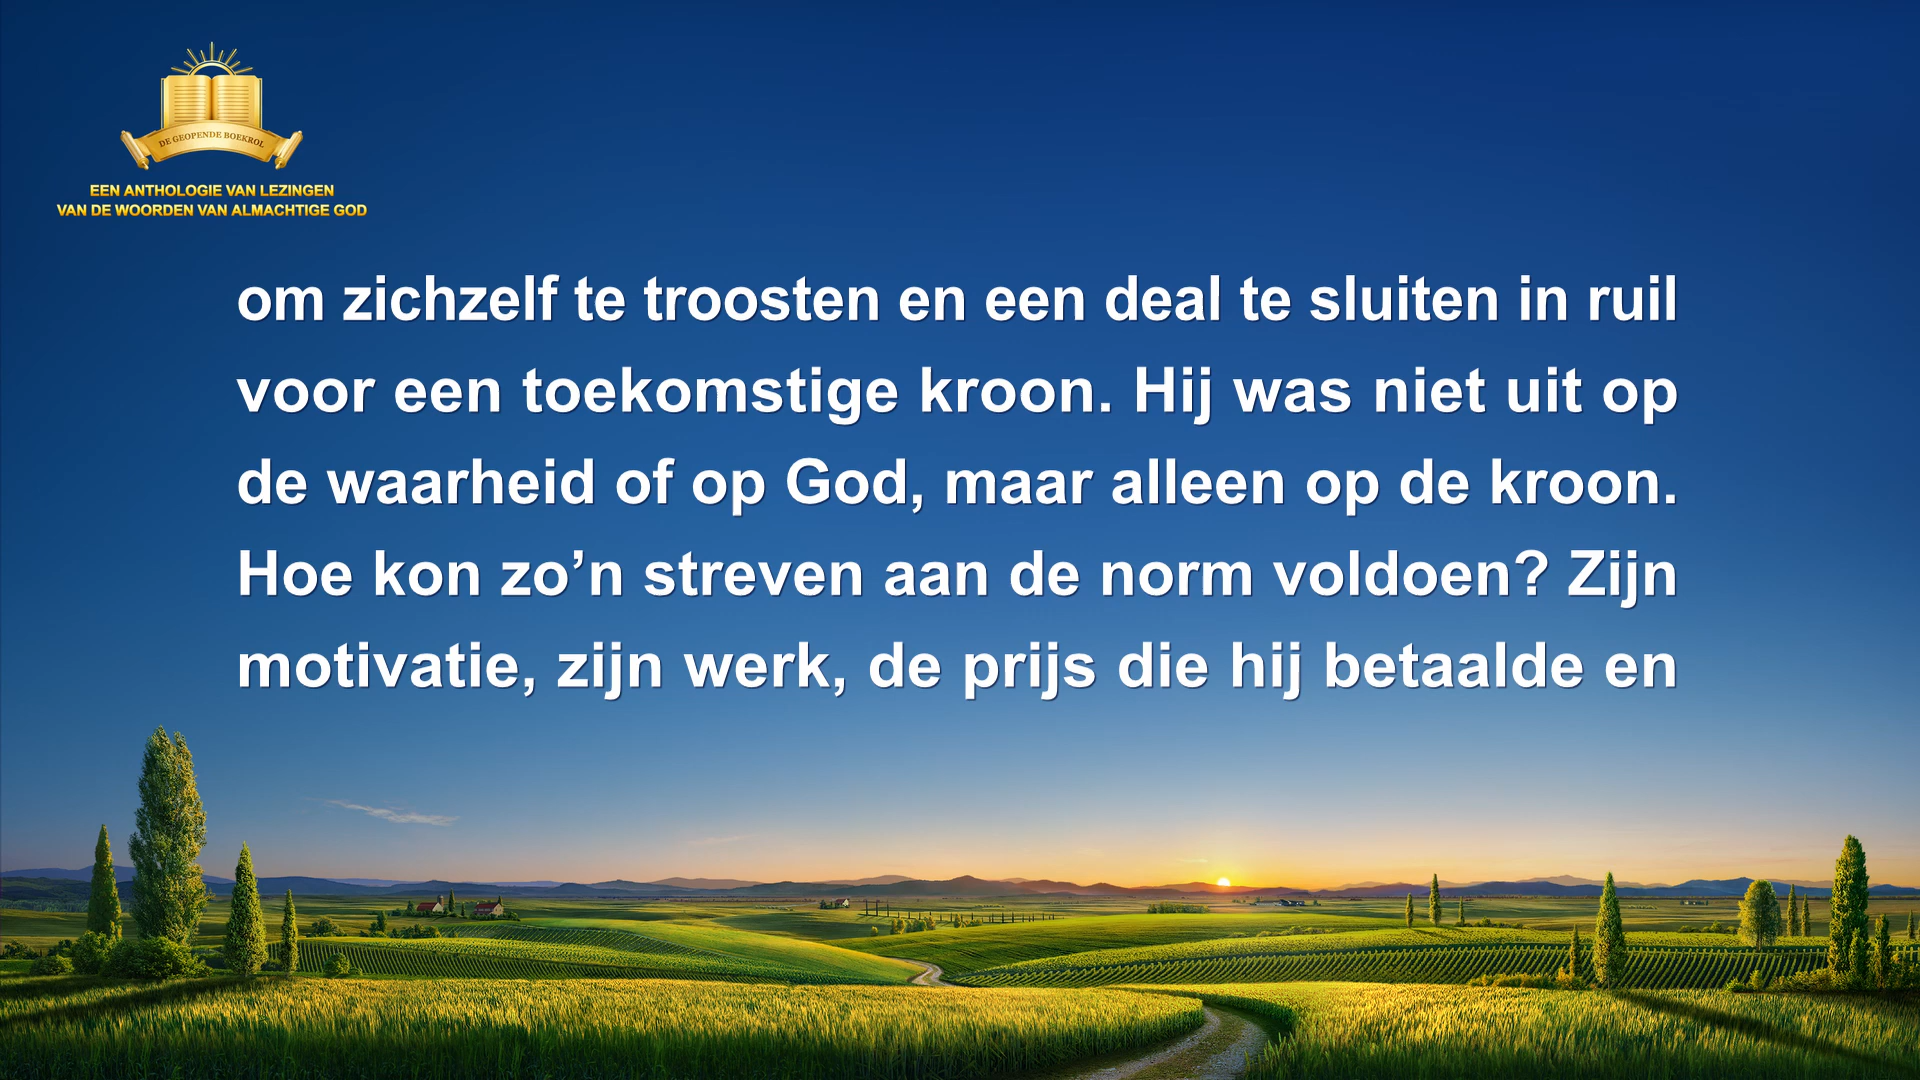 DE GEOPENDE BOEKROL
EEN ANTHOLOGIE VAN LEZINGEN
VAN DE WOORDEN VAN ALMACHTIGE GOD
om zichzelf te troosten en een deal te sluiten in ruil
voor een toekomstige kroon. Hij was niet uit op
de waarheid of op God, maar alleen op de kroon.
Hoe kon zo’n streven aan de norm voldoen? Zijn
motivatie, zijn werk, de prijs die hij betaalde en